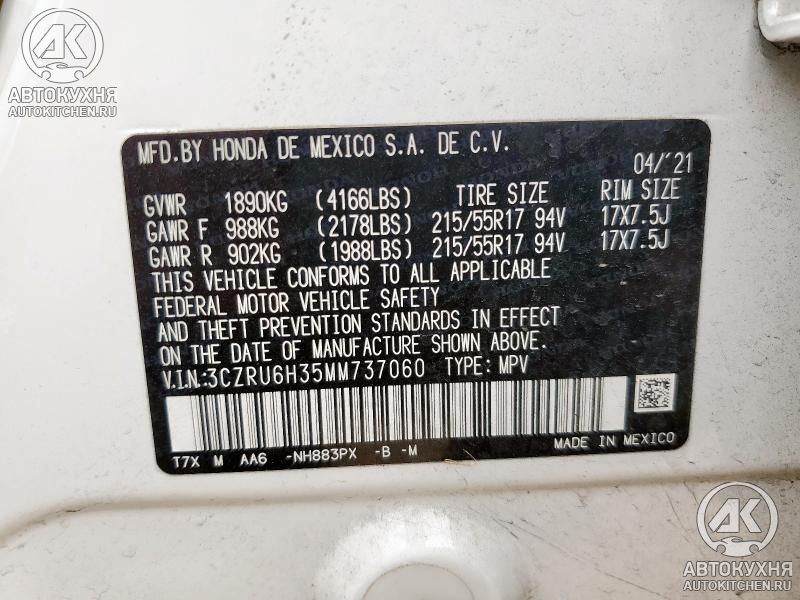 АК
АВТОКУХНЯ
AUTOKITCHEN.RU
MFD.BY HONDA DE MEXICO S.A. DE C.V.
04/'21
GVWR 1890KG (4166LBS) TIRE SIZE RIM SIZE
GAWR F 988KG (2178LBS) 215/55R17 94V 17X7.5J
GAWR R 902KG (1988LBS) 215/55R17 94V 17X7.5J
THIS VEHICLE CONFORMS TO ALL APPLICABLE
FEDERAL MOTOR VEHICLE SAFETY
AND THEFT PREVENTION STANDARDS IN EFFECT
ON THE DATE OF MANUFACTURE SHOWN ABOVE.
V.I.N.:3CZRU6H35MM737060 TYPE: MPV
T7X M AA6 -NH883PX -B -M
MADE IN MEXICO
АК
АВТОКУХНЯ
AUTOKITCHEN.RU